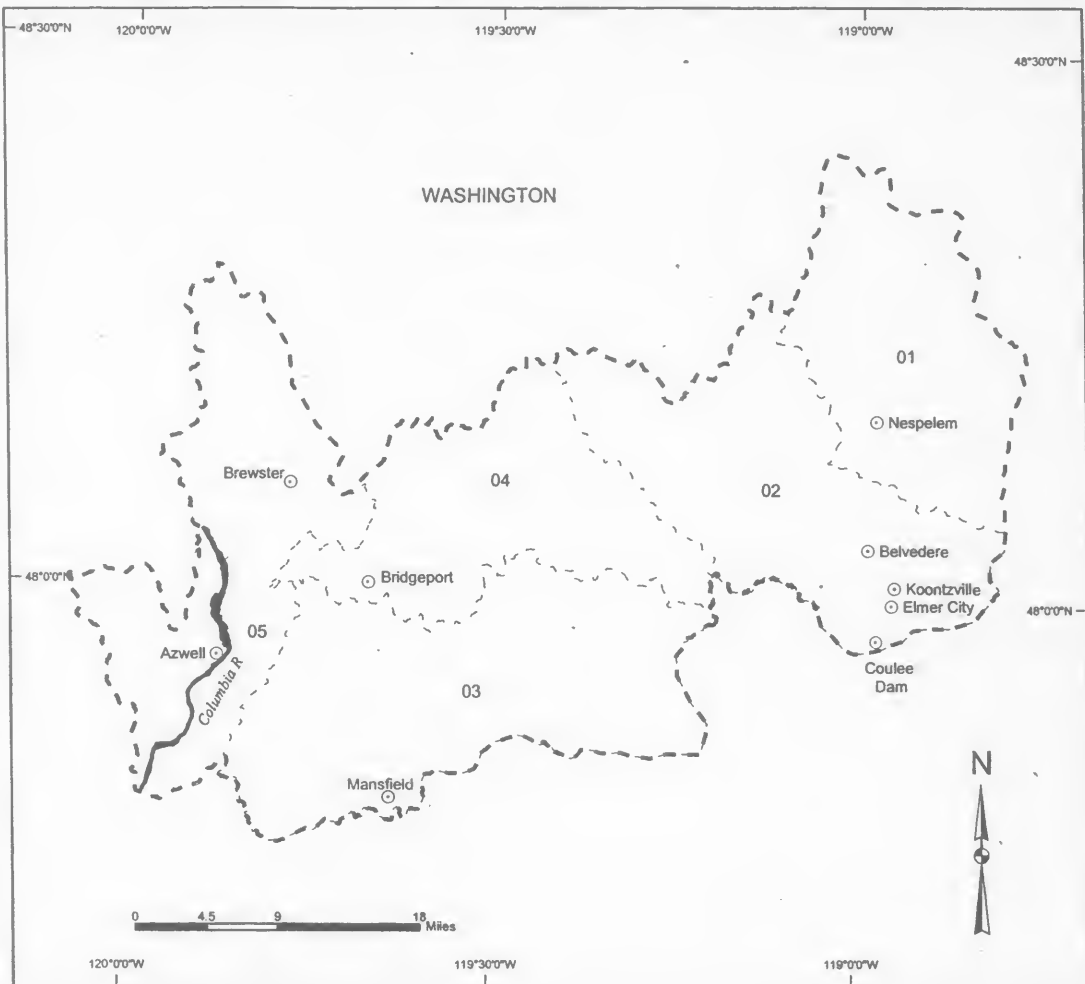 48°30'0"N
120°0'0"W
119°30'0"W
119°0'0"W
48°30'0"N
WASHINGTON
01
Nespelem
Brewster
04
02
Belvedere
48°0'0"N
Bridgeport
Koontzville
Elmer City
48°0'0"N
05
Azwell
Columbia R
03
Coulee
Dam
Mansfield
N
0
4.5
9
18
Miles
120°0'0"W
119°30'0"W
119°0'0"W